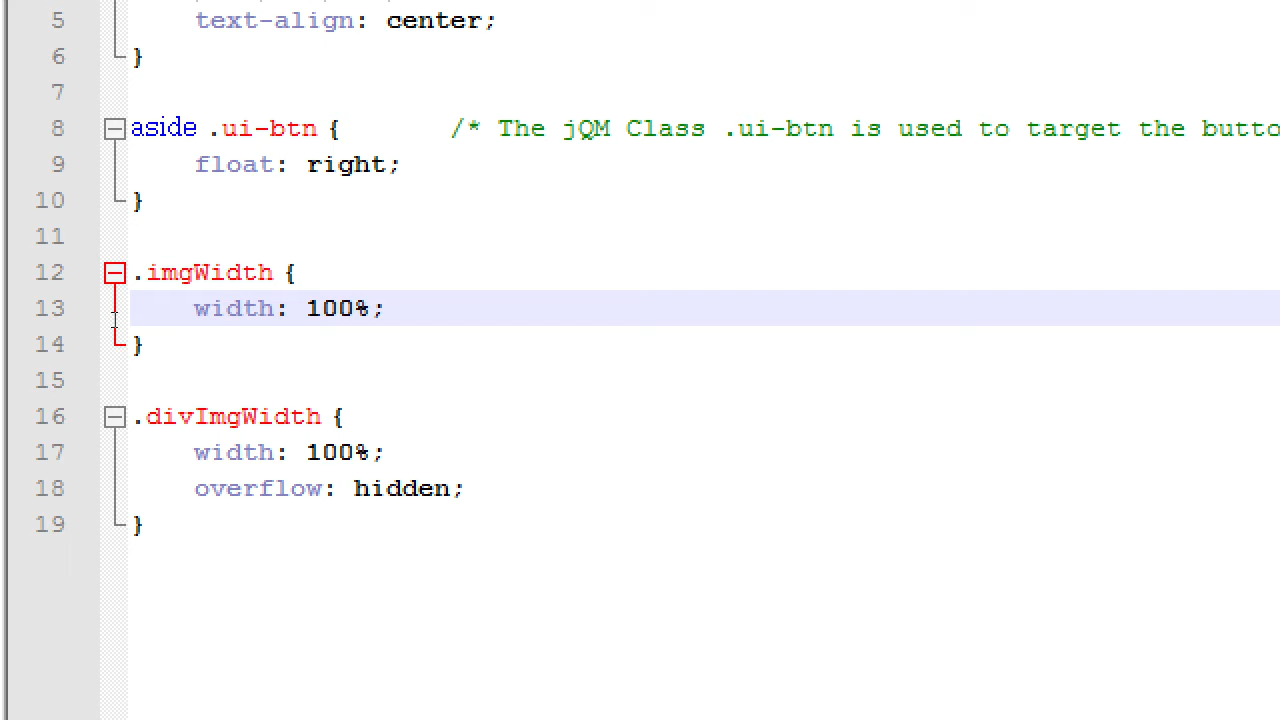 5 text-align: center;
6 }
7
8 aside .ui-btn { /* The jQM Class .ui-btn is used to target the butto
9 float: right;
10 }
11
12 .imgWidth {
13 width: 100%;
14 }
15
16 .divImgWidth {
17 width: 100%;
18 overflow: hidden;
19 }